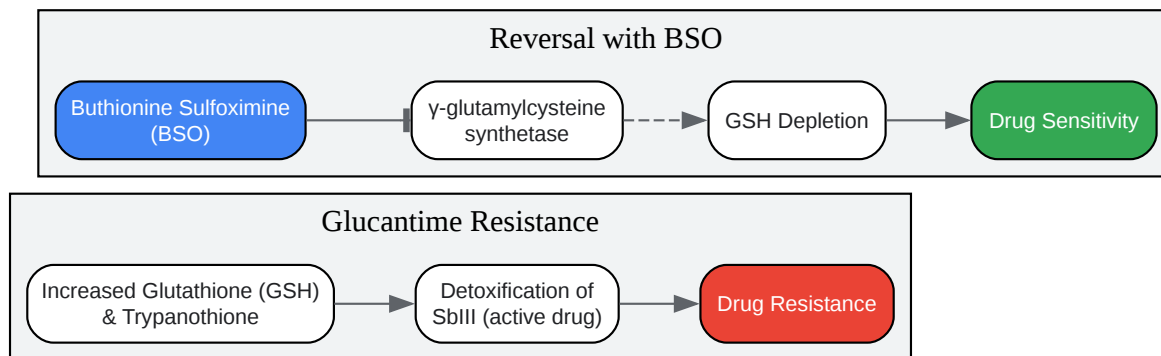 Reversal with BSO
Buthionine Sulfoximine
(BSO)
γ-glutamylcysteine
synthetase
GSH Depletion
Drug Sensitivity
Glucantime Resistance
Increased Glutathione (GSH)
& Trypanothione
Detoxification of
SbIII (active drug)
Drug Resistance